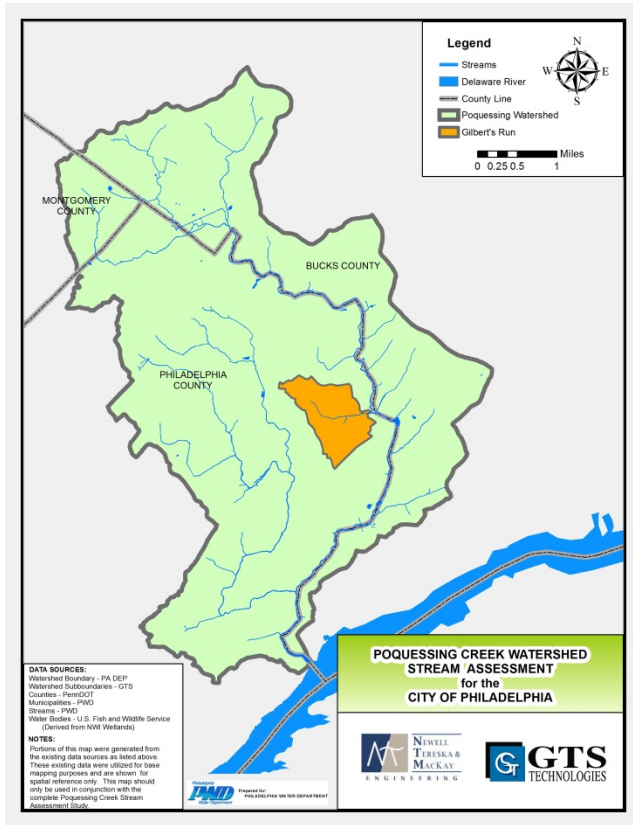 Legend
Streams
Delaware River
County Line
Poquessing Watershed
Gilbert's Run
Miles
0 0.25 0.5 1
N
W E
S
MONTGOMERY
COUNTY
BUCKS COUNTY
PHILADELPHIA
COUNTY
DATA SOURCES:
Watershed Boundary - PA DEP
Watershed Subboundaries - GTS
Counties - PennDOT
Municipalities - PWD
Streams - PWD
Water Bodies - U.S. Fish and Wildlife Service
(Derived from NWI Wetlands)
NOTES:
Portions of this map were generated from
the existing data sources as listed above.
These existing data were utilized for base
mapping purposes and are shown for
spatial reference only. This map should
only be used in conjunction with the
complete Poquessing Creek Stream
Assessment Study.
Philadelphia
PWD
Water Department
Prepared for:
PHILADELPHIA WATER DEPARTMENT
POQUESSING CREEK WATERSHED
STREAM ASSESSMENT
for the
CITY OF PHILADELPHIA
NEWELL
TERESKA &
MACKAY
ENGINEERING
GTS
TECHNOLOGIES